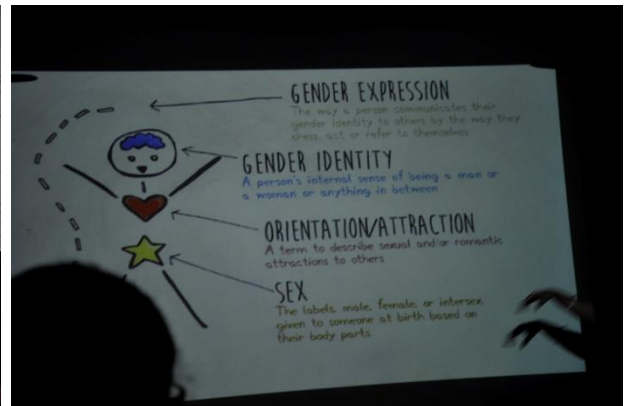 GENDER EXPRESSION
The way a person communicates their
gender identity to others by the way they
dress, act or refer to themselves
GENDER IDENTITY
A person's internal sense of being a man or
a woman or anything in between
ORIENTATION/ATTRACTION
A term to describe sexual and/or romantic
attractions to others
SEX
The labels, male, female, or intersex,
given to someone at birth based on
their body parts